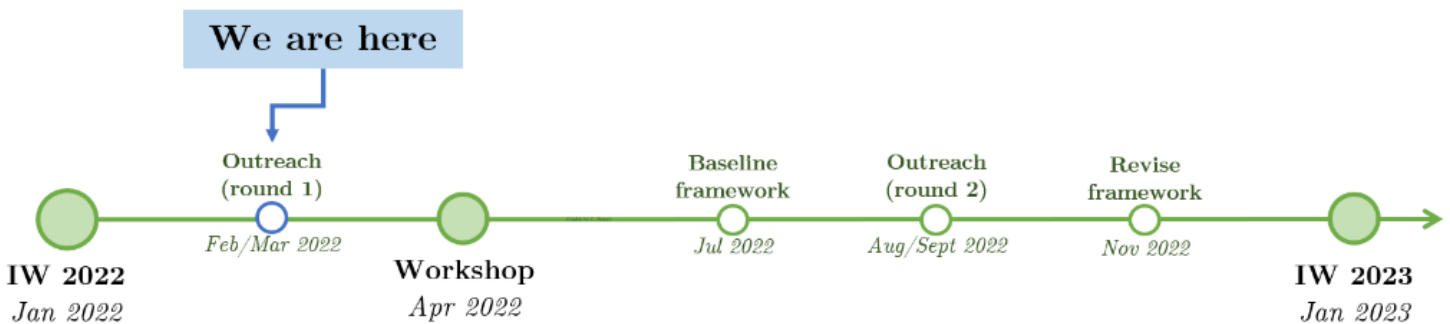 We are here
Outreach
(round 1)
Baseline
framework
Outreach
(round 2)
Revise
framework
Feb/Mar 2022
Jul 2022
Aug/Sept 2022
Nov 2022
IW 2022
Jan 2022
Workshop
Apr 2022
IW 2023
Jan 2023